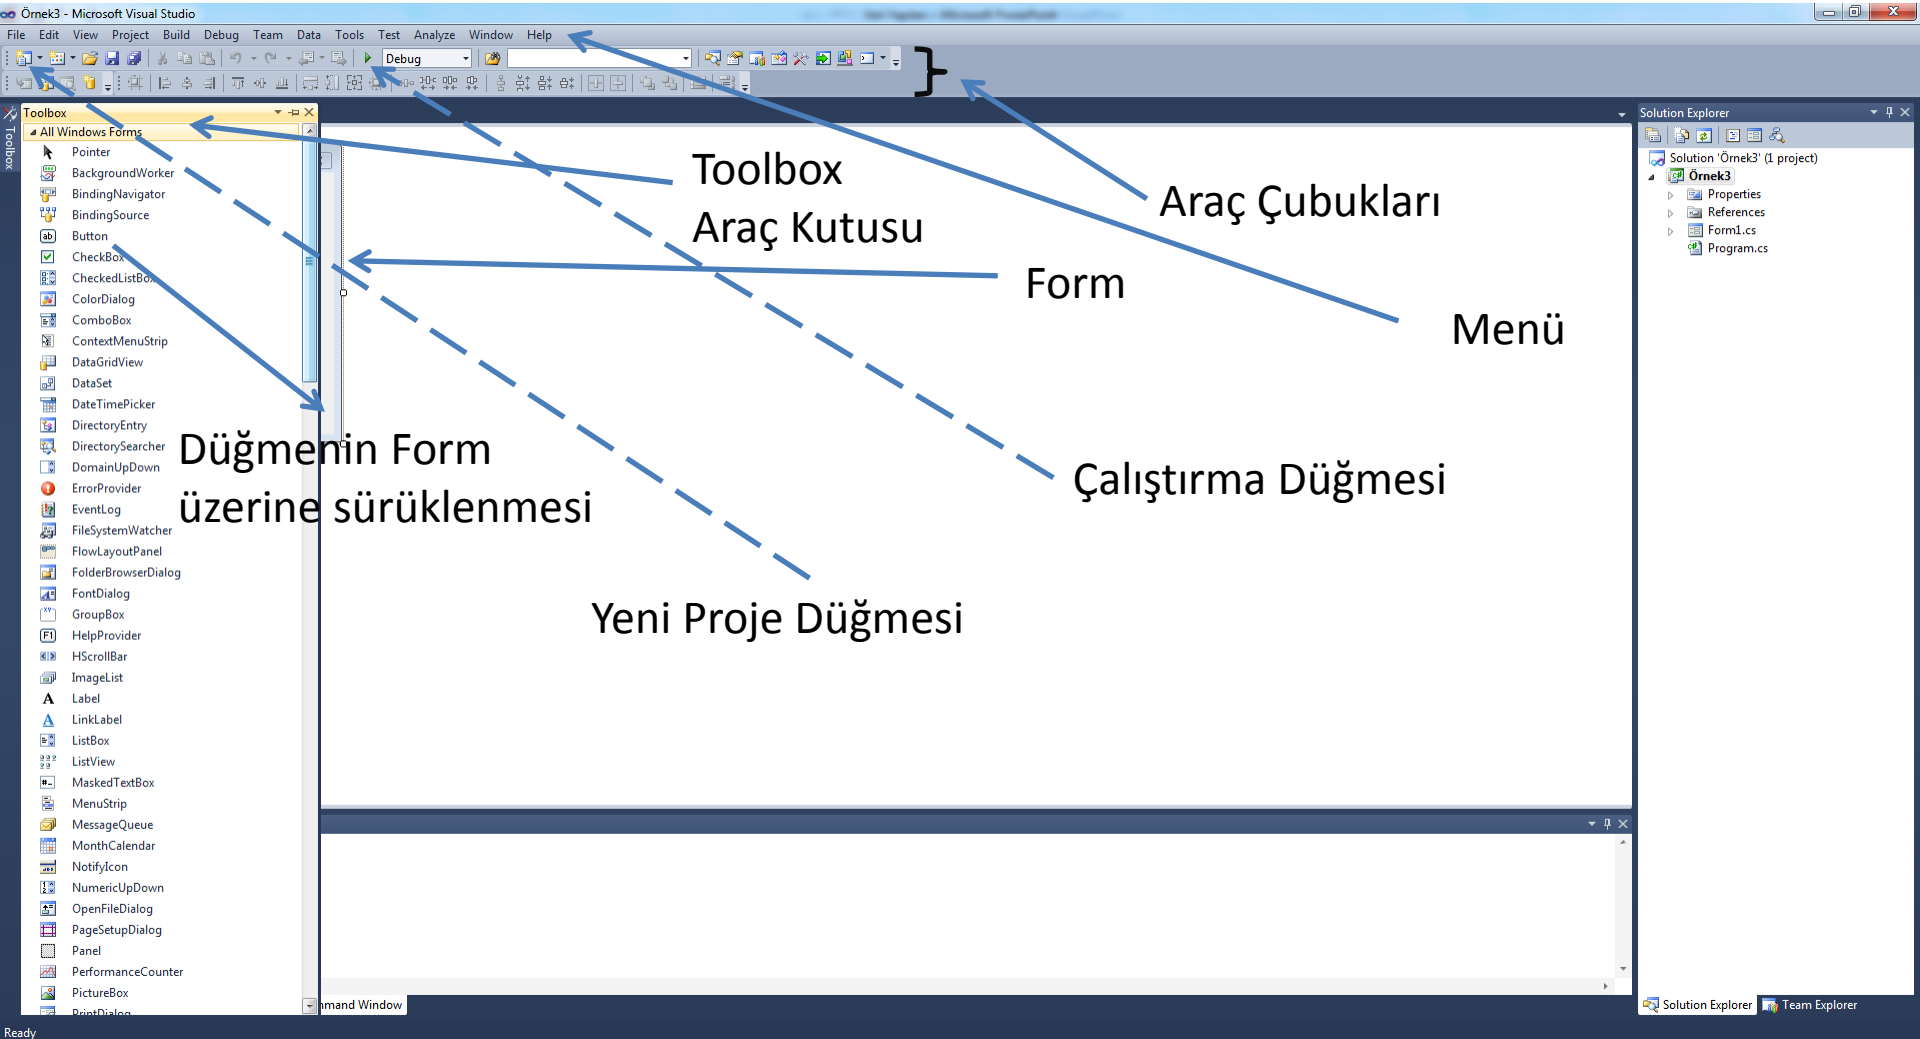 Örnek3 - Microsoft Visual Studio
File Edit View Project Build Debug Team Data Tools Test Analyze Window Help
Debug
Toolbox
Toolbox
All Windows Forms
Pointer
BackgroundWorker
BindingNavigator
BindingSource
Button
CheckBox
CheckedListBox
ColorDialog
ComboBox
ContextMenuStrip
DataGridView
DataSet
DateTimePicker
DirectoryEntry
DirectorySearcher
DomainUpDown
ErrorProvider
EventLog
FileSystemWatcher
FlowLayoutPanel
FolderBrowserDialog
FontDialog
GroupBox
HelpProvider
HScrollBar
ImageList
Label
LinkLabel
ListBox
ListView
MaskedTextBox
MenuStrip
MessageQueue
MonthCalendar
NotifyIcon
NumericUpDown
OpenFileDialog
PageSetupDialog
Panel
PerformanceCounter
PictureBox
PrintDialog
Toolbox
Araç Kutusu
Araç Çubukları
Form
Menü
Düğmenin Form
üzerine sürüklenmesi
Çalıştırma Düğmesi
Yeni Proje Düğmesi
Solution Explorer
Solution 'Örnek3' (1 project)
Örnek3
Properties
References
Form1.cs
Program.cs
mmand Window
Solution Explorer
Team Explorer
Ready